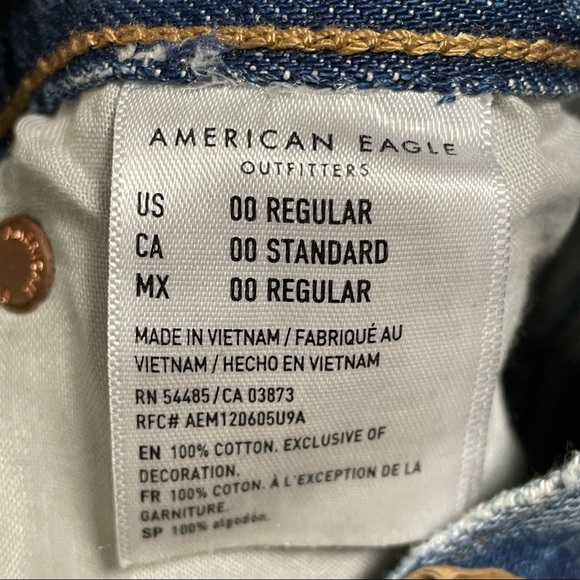 AMERICAN EAGLE
OUTFITTERS
US 00 REGULAR
CA 00 STANDARD
MX 00 REGULAR
MADE IN VIETNAM / FABRIQUÉ AU
VIETNAM / HECHO EN VIETNAM
RN 54485 / CA 03873
RFC# AEM120605U9A
EN 100% COTTON. EXCLUSIVE OF
DECORATION.
FR 100% COTON. À L'EXCEPTION DE LA
GARNITURE.
SP 100% algodón.